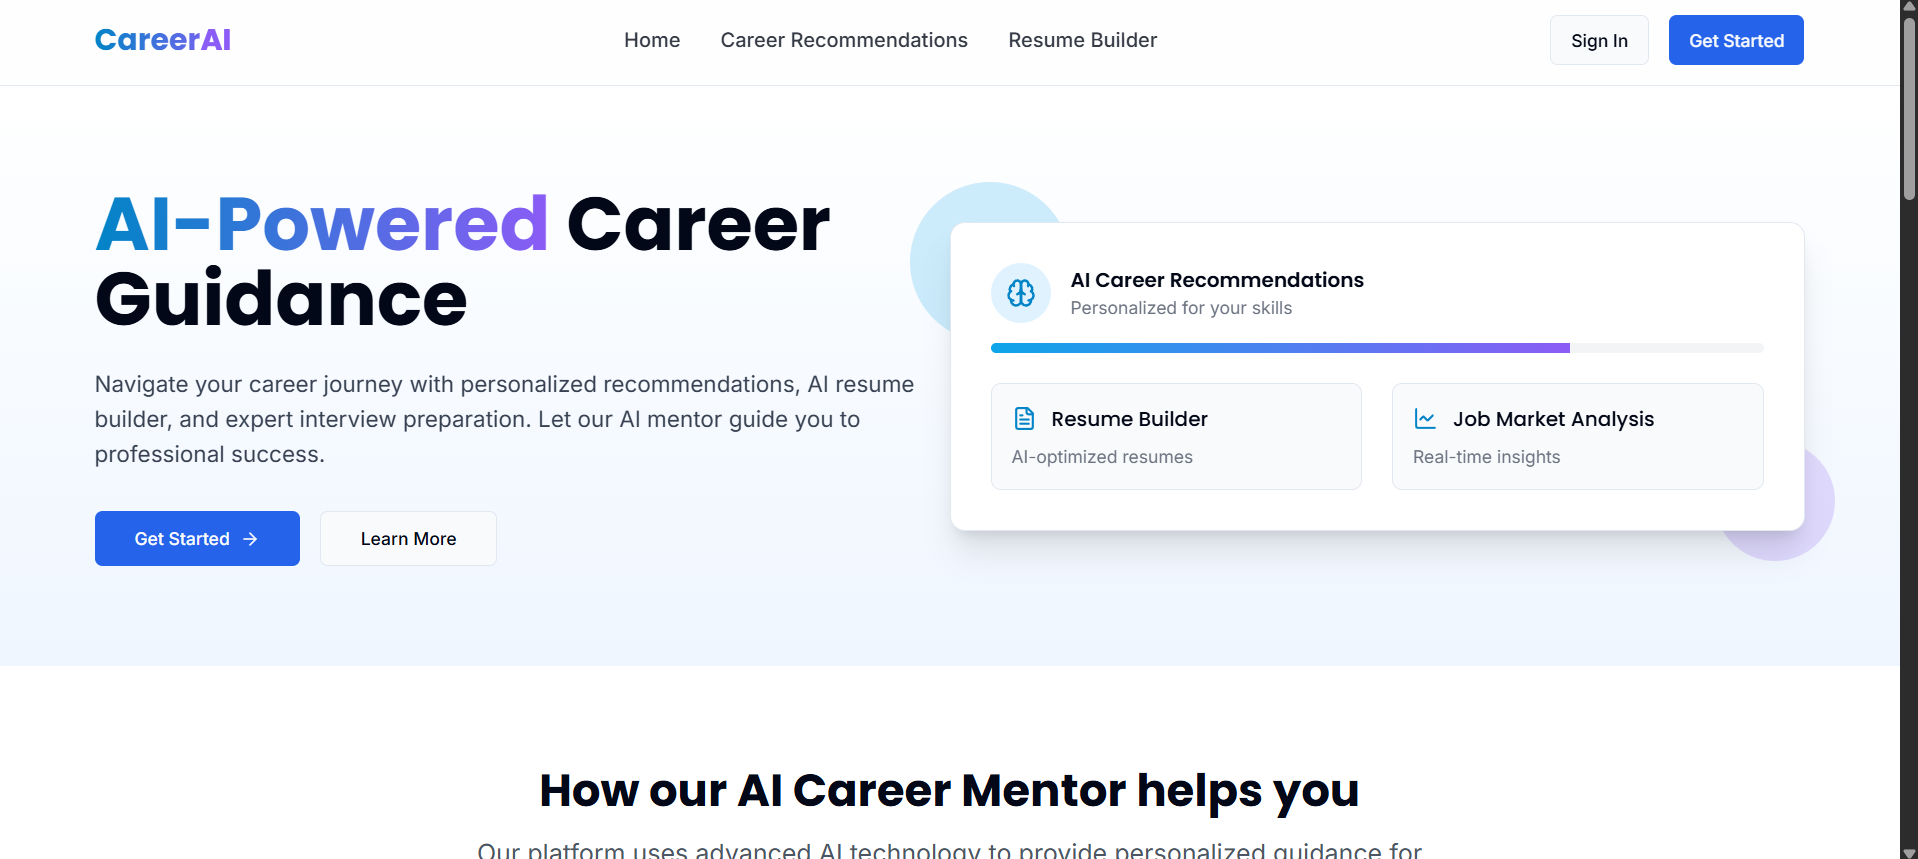 CareerAI
Home
Career Recommendations
Resume Builder
Sign In
Get Started
AI-Powered Career
Guidance
Navigate your career journey with personalized recommendations, AI resume
builder, and expert interview preparation. Let our AI mentor guide you to
professional success.
Get Started
Learn More
AI Career Recommendations
Personalized for your skills
Resume Builder
AI-optimized resumes
Job Market Analysis
Real-time insights
How our AI Career Mentor helps you
Our platform uses advanced AI technology to provide personalized guidance for